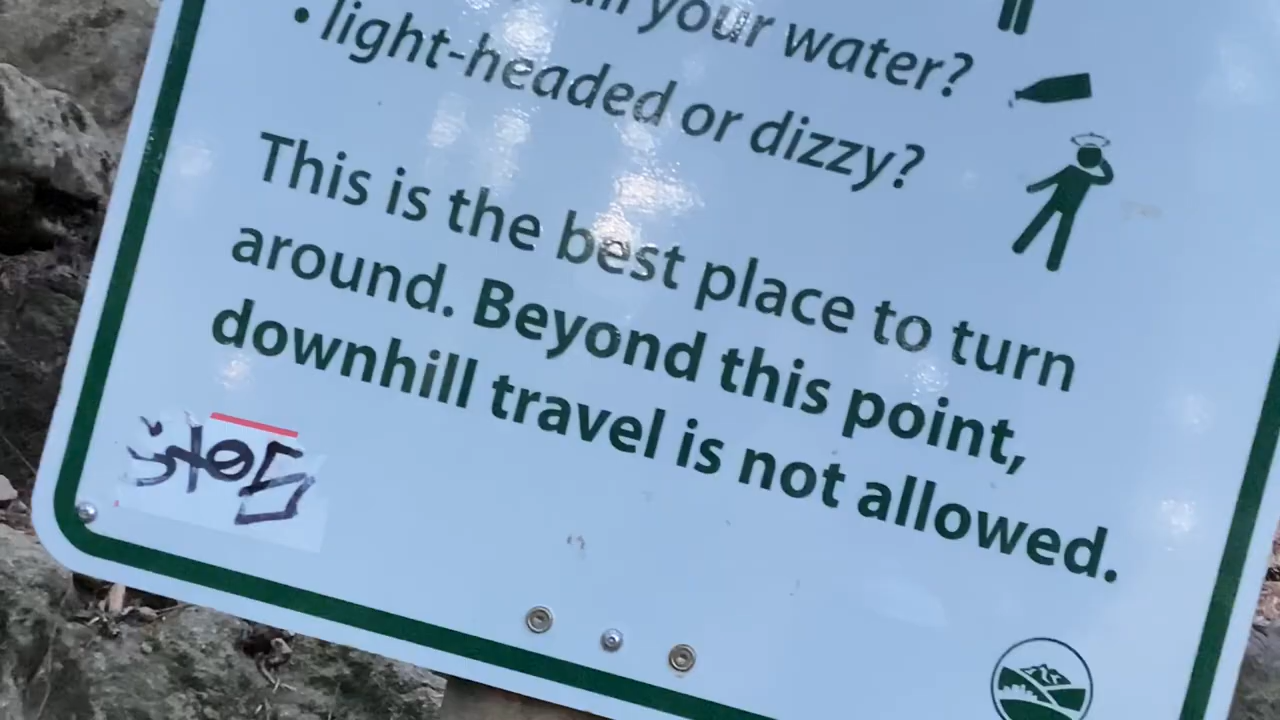 your water?
• light-headed or dizzy?
This is the best place to turn
around. Beyond this point,
downhill travel is not allowed.